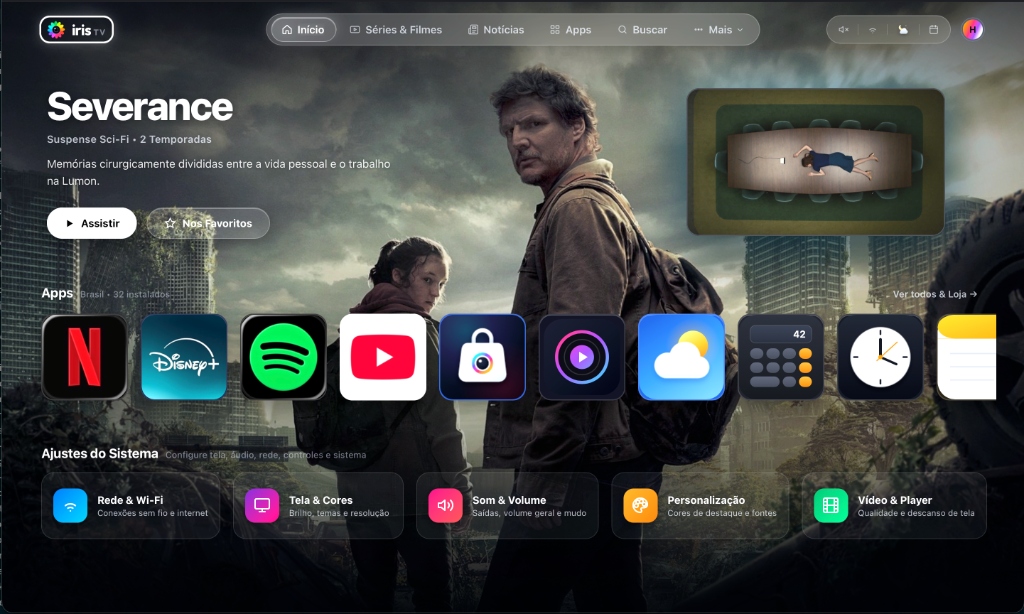 iris TV
Início
Séries & Filmes
Notícias
Apps
Buscar
Mais
H
Severance
Suspense Sci-Fi • 2 Temporadas
Memórias cirurgicamente divididas entre a vida pessoal e o trabalho
na Lumon.
Assistir
Nos Favoritos
Apps
Brasil • 32 instalados
Ver todos & Loja →
N
Disney+
42
Ajustes do Sistema
Configure tela, áudio, rede, controles e sistema
Rede & Wi-Fi
Conexões sem fio e internet
Tela & Cores
Brilho, temas e resolução
Som & Volume
Saídas, volume geral e mudo
Personalização
Cores de destaque e fontes
Vídeo & Player
Qualidade e descanso de tela